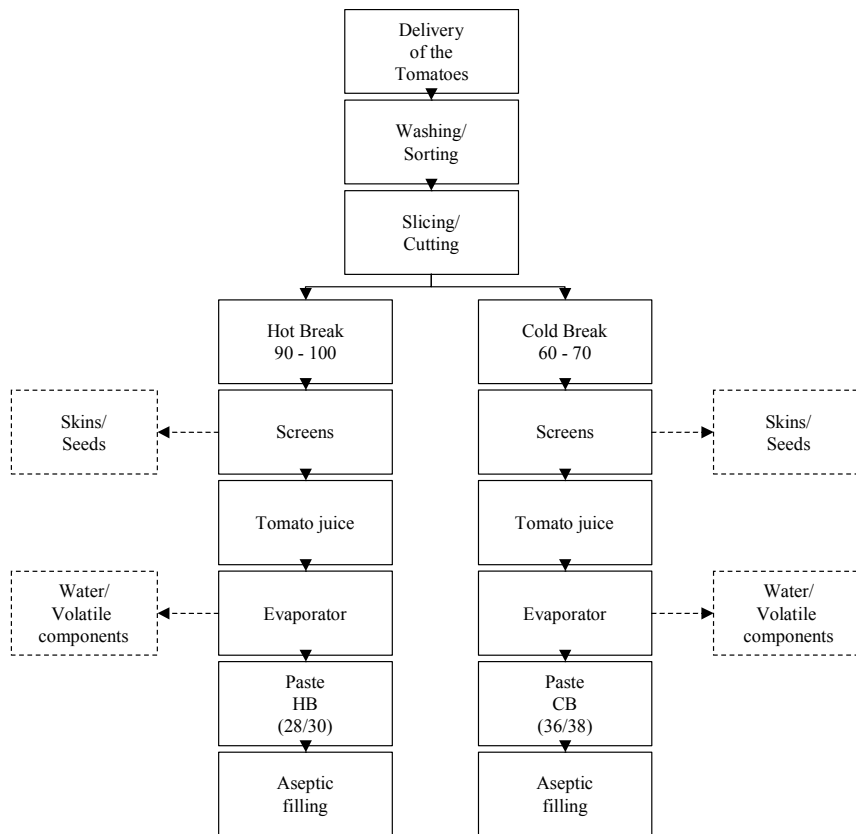 Delivery
of the
Tomatoes
Washing/
Sorting
Slicing/
Cutting
Hot Break
90 - 100
Cold Break
60 - 70
Skins/
Seeds
Screens
Screens
Skins/
Seeds
Tomato juice
Tomato juice
Water/
Volatile
components
Evaporator
Evaporator
Water/
Volatile
components
Paste
HB
(28/30)
Paste
CB
(36/38)
Aseptic
filling
Aseptic
filling